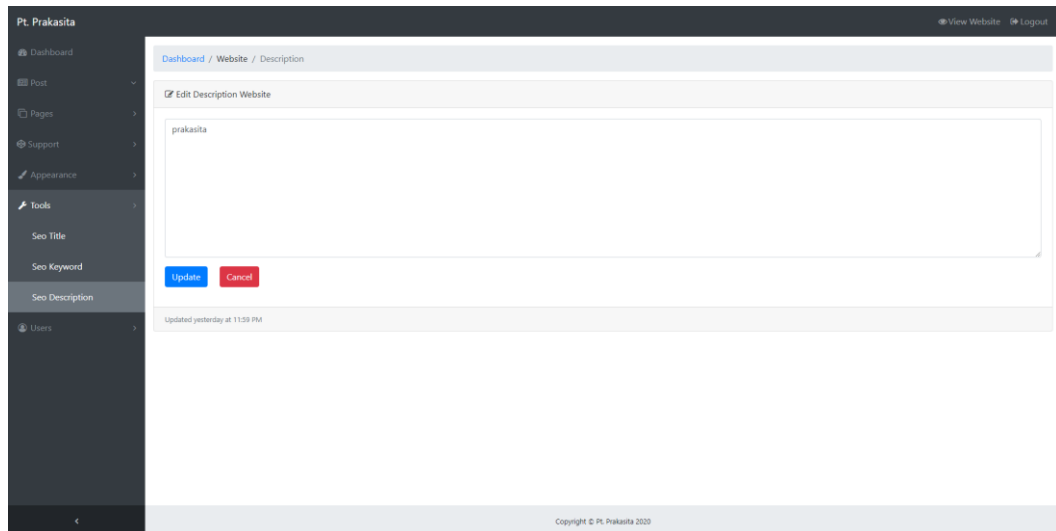 Pt. Prakasita
View Website Logout
Dashboard
Post
Pages
Support
Appearance
Tools
Seo Title
Seo Keyword
Seo Description
Users
Dashboard / Website / Description
Edit Description Website
prakasita
Update Cancel
Updated yesterday at 11:59 PM
Copyright © Pt. Prakasita 2020